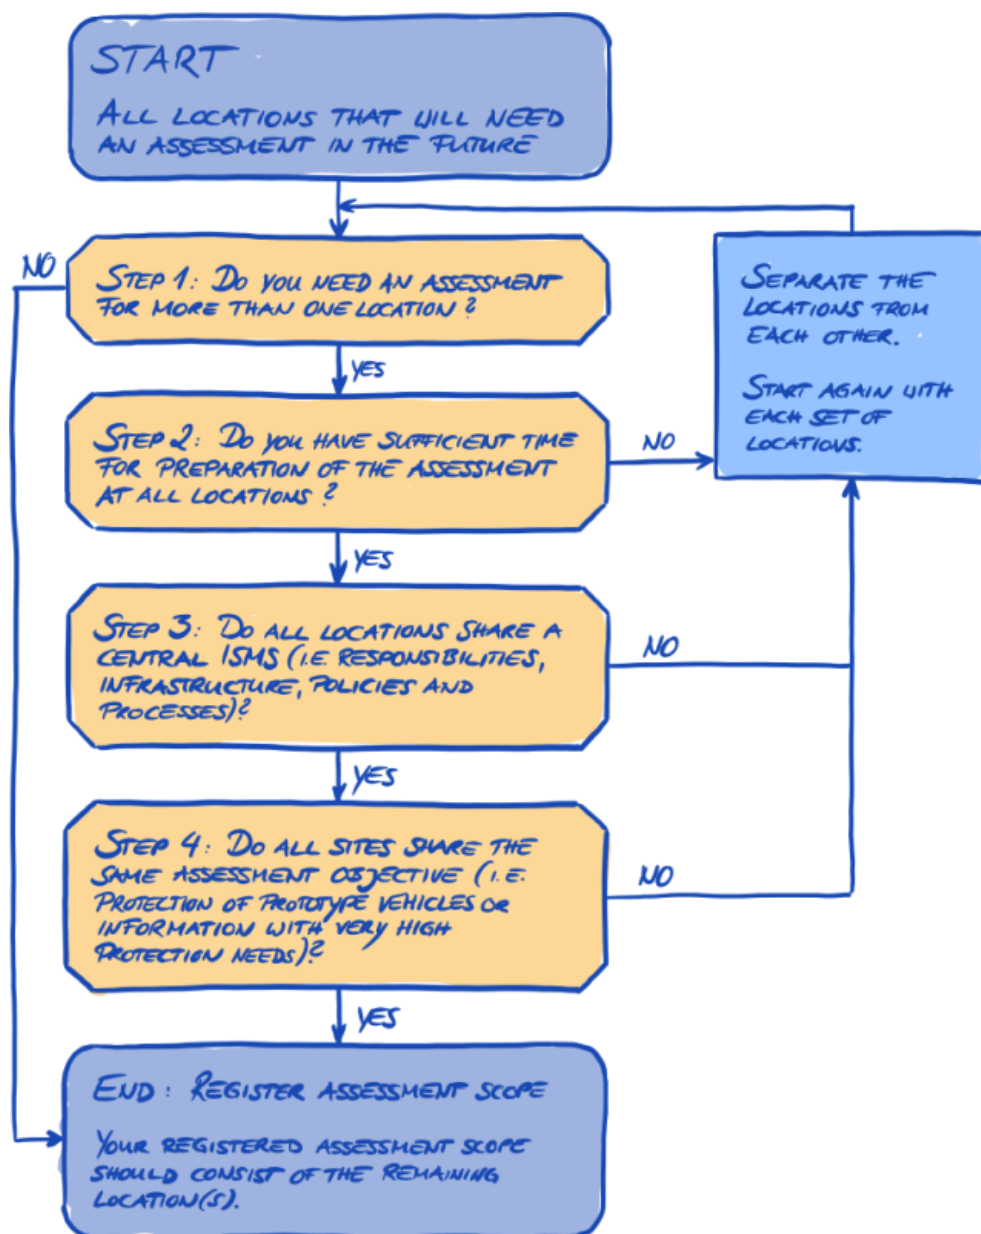 START
ALL LOCATIONS THAT WILL NEED
AN ASSESSMENT IN THE FUTURE
NO
STEP 1: DO YOU NEED AN ASSESSMENT
FOR MORE THAN ONE LOCATION?
SEPARATE THE
LOCATIONS FROM
EACH OTHER.
START AGAIN WITH
EACH SET OF
LOCATIONS.
YES
STEP 2: DO YOU HAVE SUFFICIENT TIME
FOR PREPARATION OF THE ASSESSMENT
AT ALL LOCATIONS?
NO
YES
STEP 3: DO ALL LOCATIONS SHARE A
CENTRAL ISMS (I.E. RESPONSIBILITIES,
INFRASTRUCTURE, POLICIES AND
PROCESSES)?
NO
YES
STEP 4: DO ALL SITES SHARE THE
SAME ASSESSMENT OBJECTIVE (I.E.
PROTECTION OF PROTOTYPE VEHICLES OR
INFORMATION WITH VERY HIGH
PROTECTION NEEDS)?
NO
YES
END: REGISTER ASSESSMENT SCOPE
YOUR REGISTERED ASSESSMENT SCOPE
SHOULD CONSIST OF THE REMAINING
LOCATION(S).